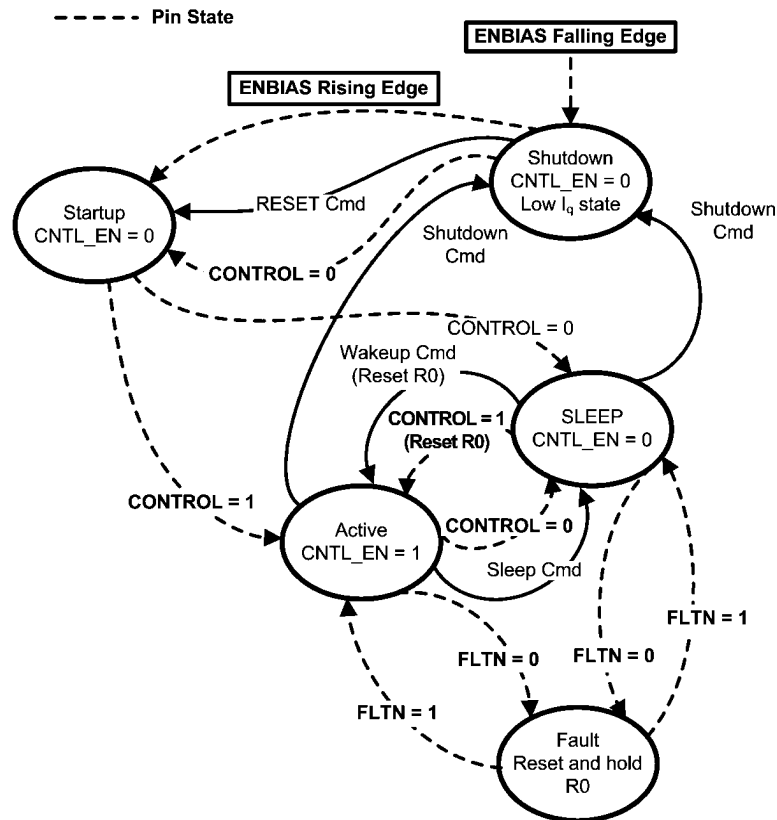 Pin State
ENBIAS Falling Edge
ENBIAS Rising Edge
Shutdown
CNTL_EN = 0
Low Iq state
RESET Cmd
Startup
CNTL_EN = 0
Shutdown
Cmd
Shutdown
Cmd
CONTROL = 0
CONTROL = 0
Wakeup Cmd
(Reset R0)
CONTROL = 1
(Reset R0)
SLEEP
CNTL_EN = 0
CONTROL = 1
Active
CNTL_EN = 1
CONTROL = 0
Sleep Cmd
FLTN = 1
FLTN = 0
FLTN = 0
FLTN = 1
Fault
Reset and hold
R0